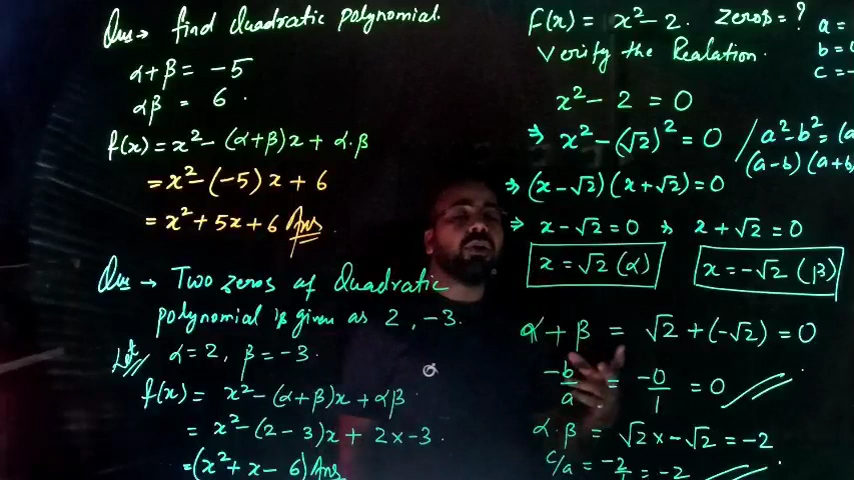 Ques → find Quadratic polynomial.
α+β = -5
αβ = 6.
f(x) = x² - (α+β)x + α.β
= x² - (-5)x + 6
= x² + 5x + 6 Ans
Que → Two zeros of Quadratic
polynomial is given as 2, -3.
Let α = 2, β = -3.
f(x) = x² - (α+β)x + αβ
= x² - (2-3)x + 2x-3.
= (x² + x - 6) Ans
α
f(x) = x² - 2. zeros = ?
Verify the Realation.
a =
b =
c = -
x² - 2 = 0
⇒ x² - (√2)² = 0 / a² - b² = (a
(a-b) (a+b
⇒ (x-√2) (x+√2) = 0
⇒ x - √2 = 0 , x + √2 = 0
x = √2 (α) x = -√2 (β)
α + β = √2 + (-√2) = 0
-b/a = -0/1 = 0
α.β = √2 x -√2 = -2
c/a = -2/1 = -2